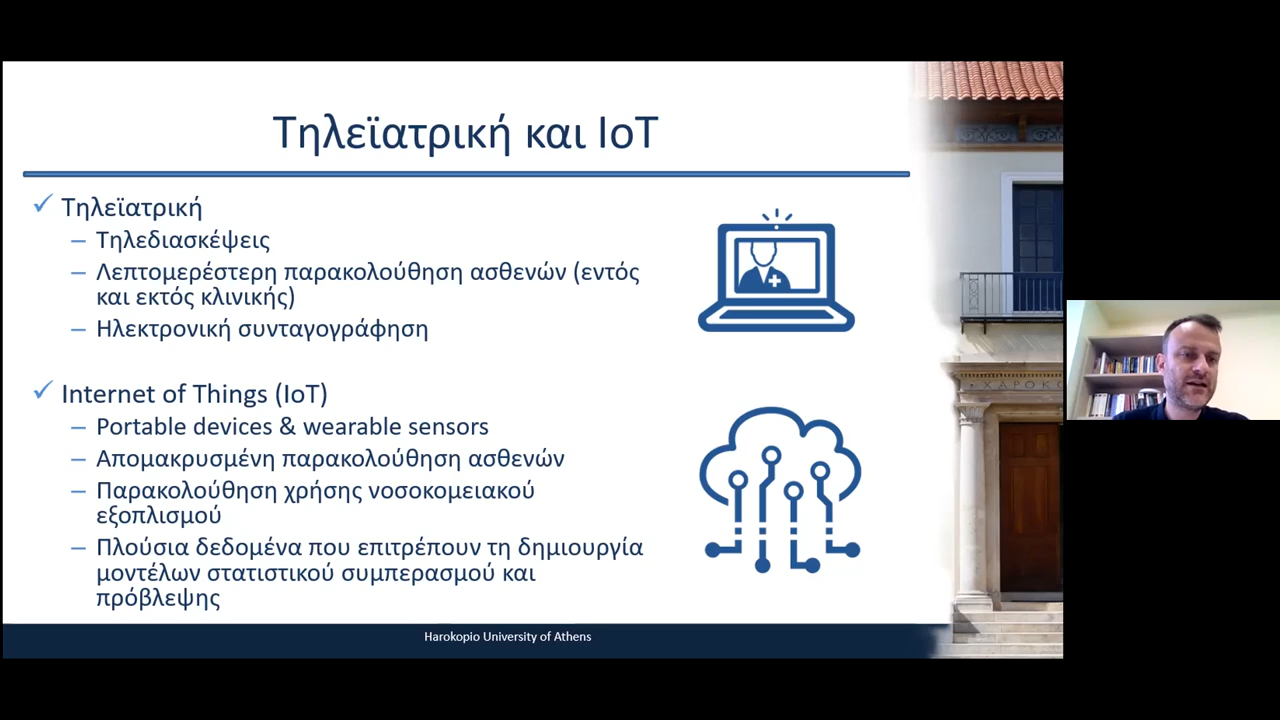 Τηλεϊατρική και IoT
Τηλεϊατρική
– Τηλεδιασκέψεις
– Λεπτομερέστερη παρακολούθηση ασθενών (εντός
και εκτός κλινικής)
– Ηλεκτρονική συνταγογράφηση
Internet of Things (IoT)
– Portable devices & wearable sensors
– Απομακρυσμένη παρακολούθηση ασθενών
– Παρακολούθηση χρήσης νοσοκομειακού
εξοπλισμού
– Πλούσια δεδομένα που επιτρέπουν τη δημιουργία
μοντέλων στατιστικού συμπερασμού και
πρόβλεψης
Harokopio University of Athens
ΧΑΡΟΚΟ